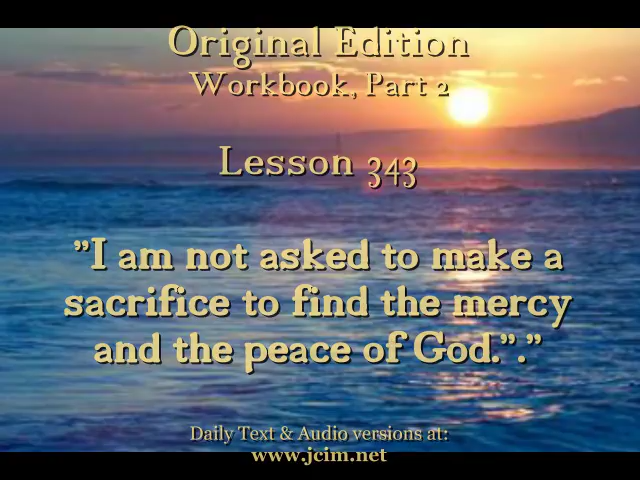 Original Edition
Workbook, Part 2
Lesson 343
"I am not asked to make a
sacrifice to find the mercy
and the peace of God."."
Daily Text & Audio versions at:
www.jcim.net